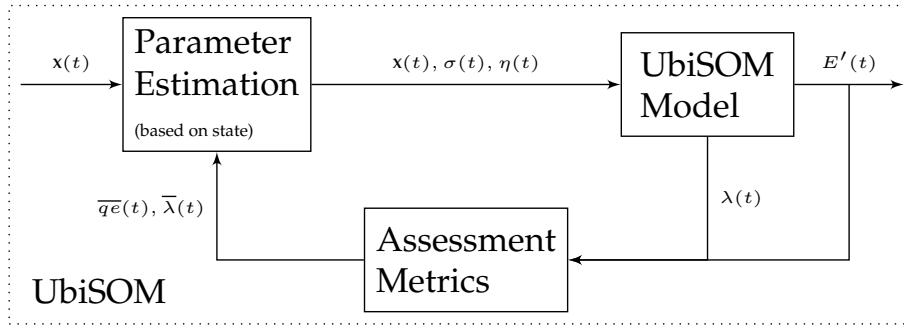 x(t)
Parameter
Estimation
(based on state)
x(t), σ(t), η(t)
UbiSOM
Model
E′(t)
q̅e̅(t), λ̅(t)
λ(t)
Assessment
Metrics
UbiSOM